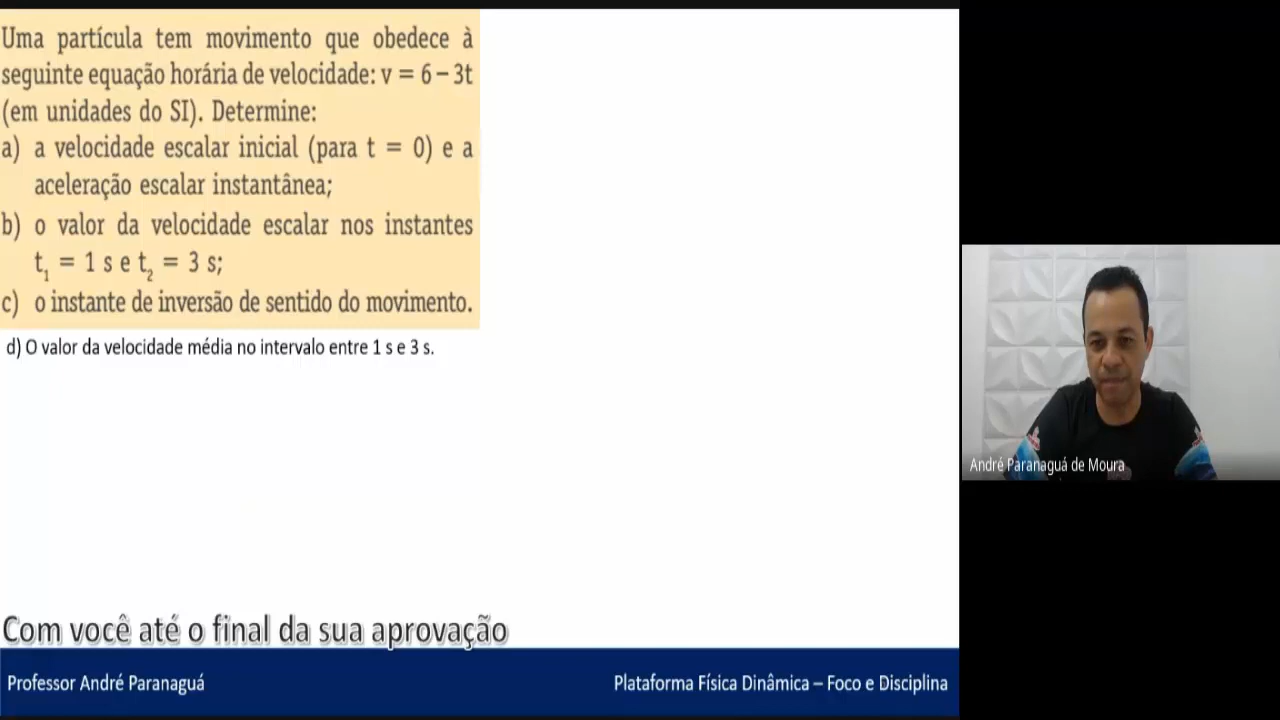 Uma partícula tem movimento que obedece à
seguinte equação horária de velocidade: v = 6 – 3t
(em unidades do SI). Determine:
a) a velocidade escalar inicial (para t = 0) e a
aceleração escalar instantânea;
b) o valor da velocidade escalar nos instantes
t₁ = 1 s e t₂ = 3 s;
c) o instante de inversão de sentido do movimento.
d) O valor da velocidade média no intervalo entre 1 s e 3 s.
André Paranaguá de Moura
Com você até o final da sua aprovação
Professor André Paranaguá
Plataforma Física Dinâmica – Foco e Disciplina